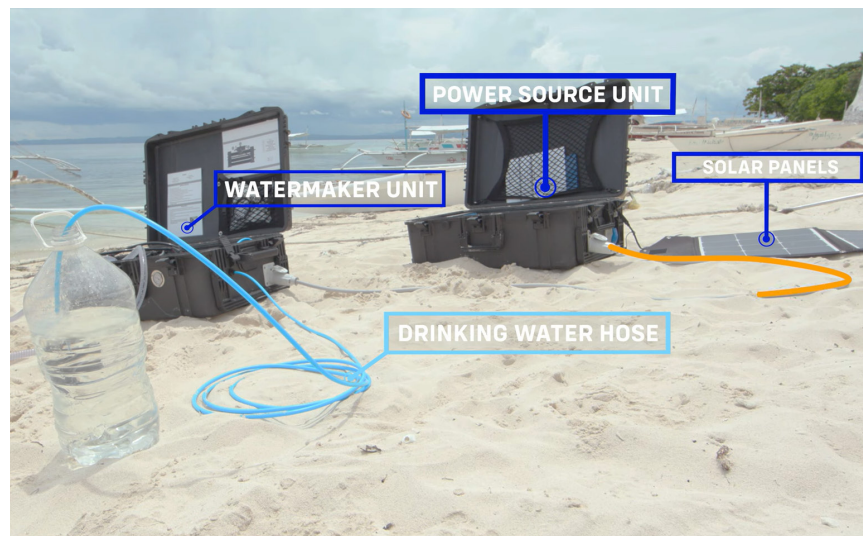 POWER SOURCE UNIT
SOLAR PANELS
WATERMAKER UNIT
DRINKING WATER HOSE